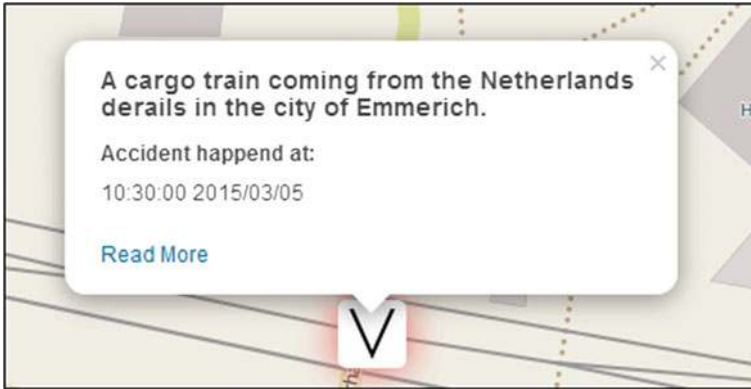 A cargo train coming from the Netherlands
derails in the city of Emmerich.
Accident happend at:
10:30:00 2015/03/05
Read More
H
V